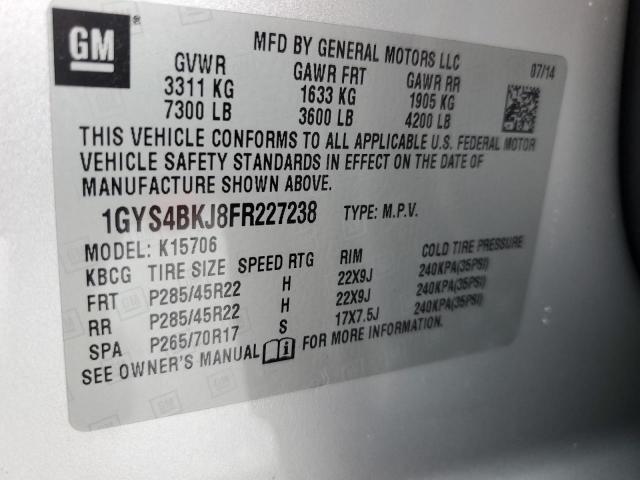 GM
MFD BY GENERAL MOTORS LLC
07/14
GVWR GAWR FRT GAWR RR
3311 KG 1633 KG 1905 KG
7300 LB 3600 LB 4200 LB
THIS VEHICLE CONFORMS TO ALL APPLICABLE U.S. FEDERAL MOTOR
VEHICLE SAFETY STANDARDS IN EFFECT ON THE DATE OF
MANUFACTURE SHOWN ABOVE.
1GYS4BKJ8FR227238 TYPE: M.P.V.
MODEL: K15706
KBCG TIRE SIZE SPEED RTG RIM COLD TIRE PRESSURE
FRT P285/45R22 H 22X9J 240KPA(35PSI)
RR P285/45R22 H 22X9J 240KPA(35PSI)
SPA P265/70R17 S 17X7.5J 240KPA(35PSI)
SEE OWNER'S MANUAL FOR MORE INFORMATION.